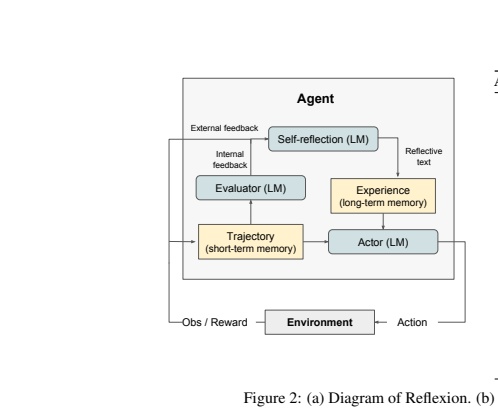 Agent
External feedback
Self-reflection (LM)
Internal
feedback
Reflective
text
Evaluator (LM)
Experience
(long-term memory)
Trajectory
(short-term memory)
Actor (LM)
Obs / Reward
Environment
Action
Figure 2: (a) Diagram of Reflexion. (b)